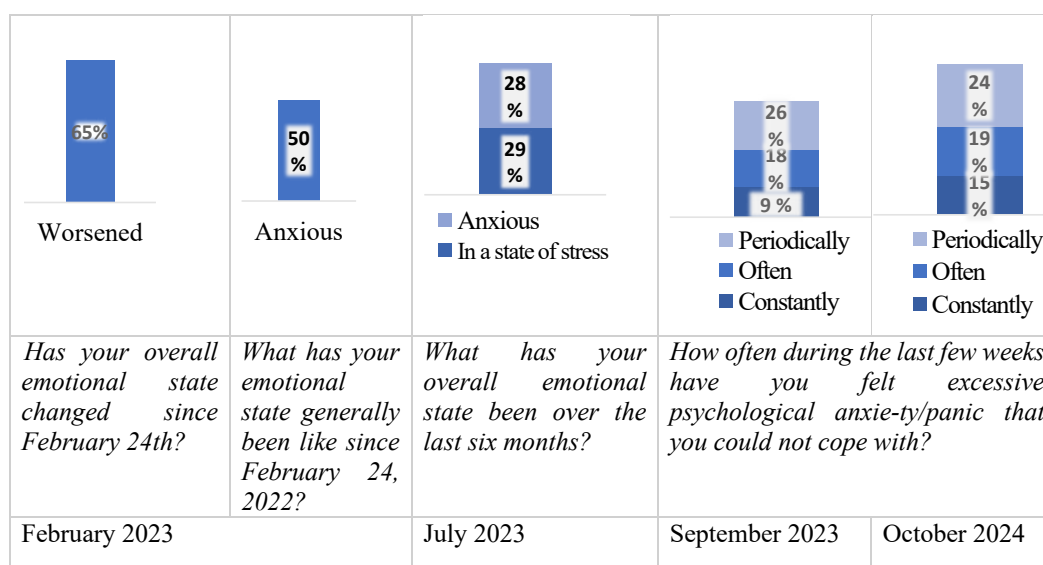 65%
Worsened
50
%
Anxious
28
%
29
%
Anxious
In a state of stress
26
%
18
%
9 %
Periodically
Often
Constantly
24
%
19
%
15
%
Periodically
Often
Constantly
Has your overall
emotional state
changed since
February 24th?
What has your
emotional
state generally
been like since
February 24,
2022?
What has your
overall emotional
state been over the
last six months?
How often during the last few weeks
have you felt excessive
psychological anxie-ty/panic that
you could not cope with?
February 2023
July 2023
September 2023
October 2024